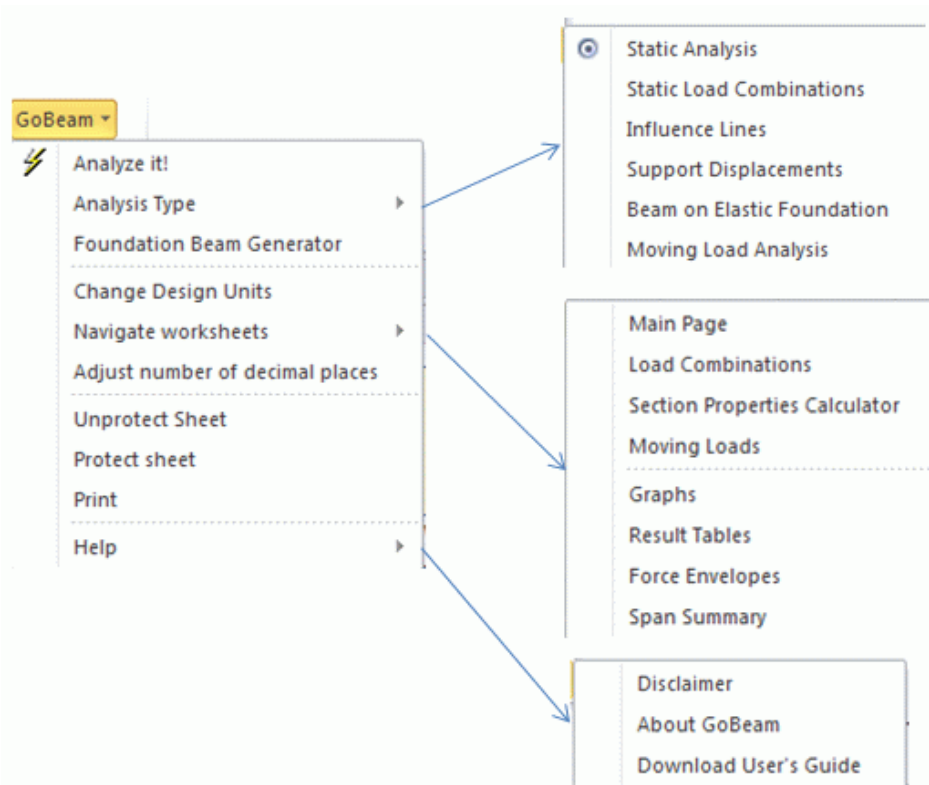 GoBeam
Analyze it!
Analysis Type
Foundation Beam Generator
Change Design Units
Navigate worksheets
Adjust number of decimal places
Unprotect Sheet
Protect sheet
Print
Help
Static Analysis
Static Load Combinations
Influence Lines
Support Displacements
Beam on Elastic Foundation
Moving Load Analysis
Main Page
Load Combinations
Section Properties Calculator
Moving Loads
Graphs
Result Tables
Force Envelopes
Span Summary
Disclaimer
About GoBeam
Download User's Guide